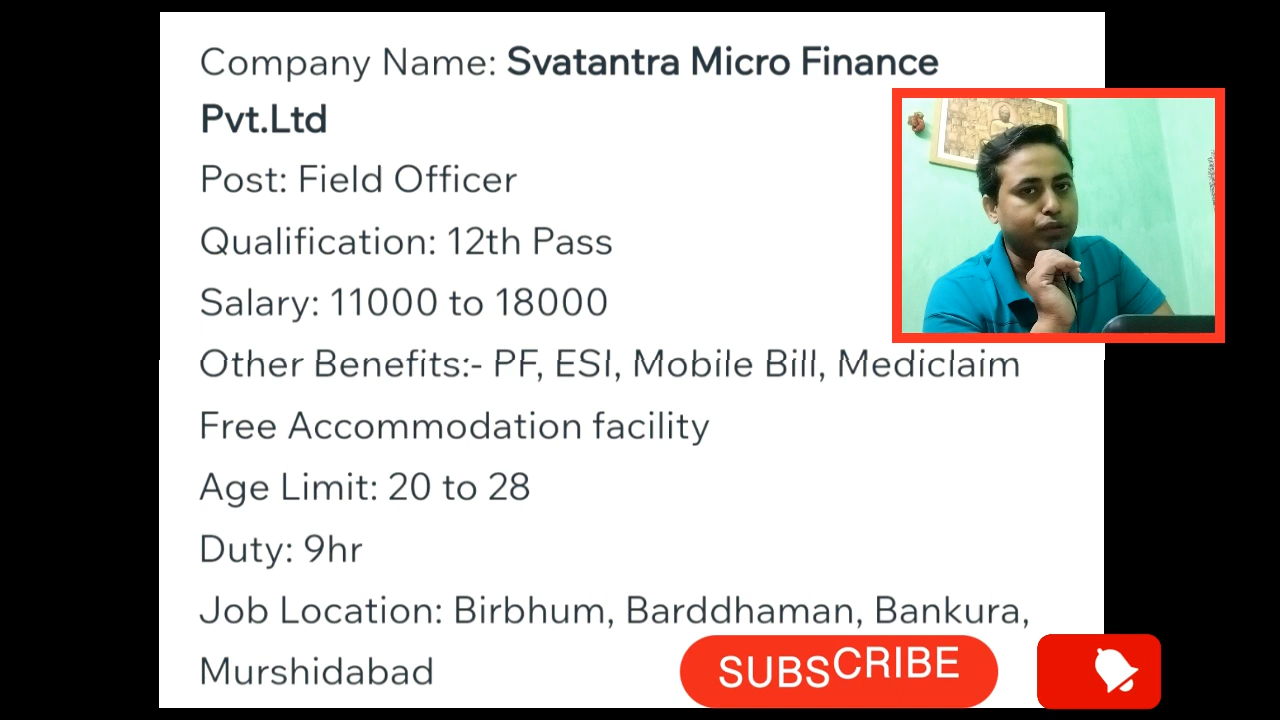 Company Name: Svatantra Micro Finance
Pvt.Ltd
Post: Field Officer
Qualification: 12th Pass
Salary: 11000 to 18000
Other Benefits:- PF, ESI, Mobile Bill, Mediclaim
Free Accommodation facility
Age Limit: 20 to 28
Duty: 9hr
Job Location: Birbhum, Barddhaman, Bankura,
Murshidabad
SUBSCRIBE